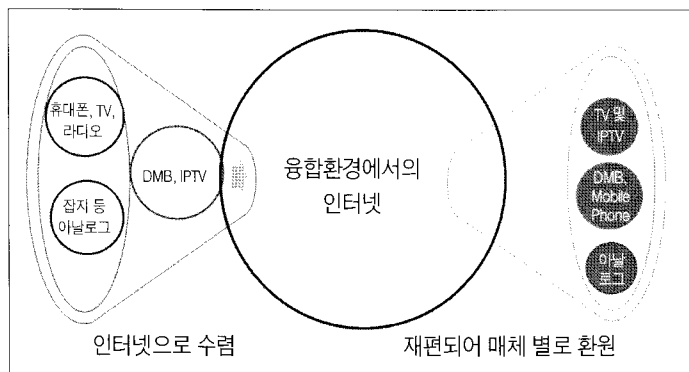 휴대폰, TV,
라디오
잡지 등
아날로그
DMB, IPTV
융합환경에서의
인터넷
TV 및
IPTV
DMB,
Mobile
Phone
아날
로그
인터넷으로 수렴
재편되어 매체 별로 환원